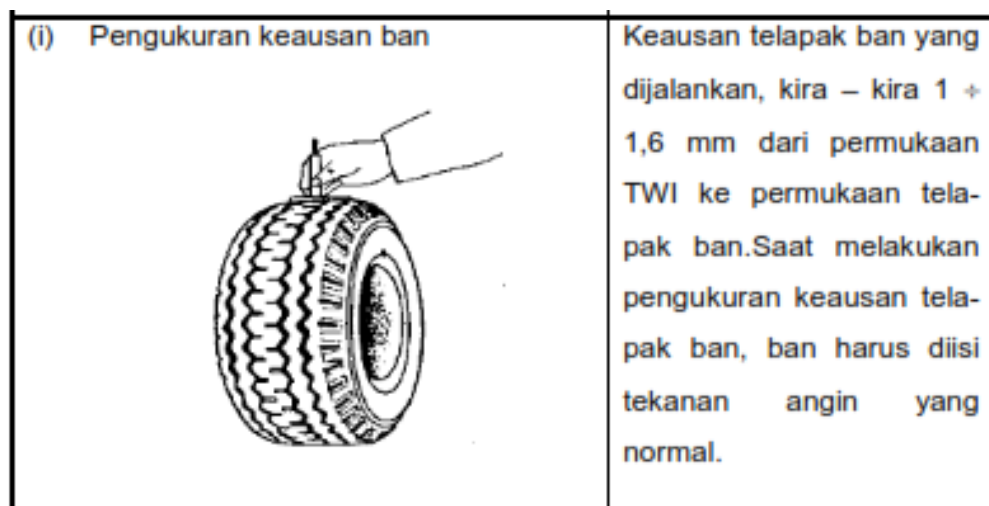 (i) Pengukuran keausan ban
Keausan telapak ban yang
dijalankan, kira – kira 1 ÷
1,6 mm dari permukaan
TWI ke permukaan tela-
pak ban.Saat melakukan
pengukuran keausan tela-
pak ban, ban harus diisi
tekanan angin yang
normal.